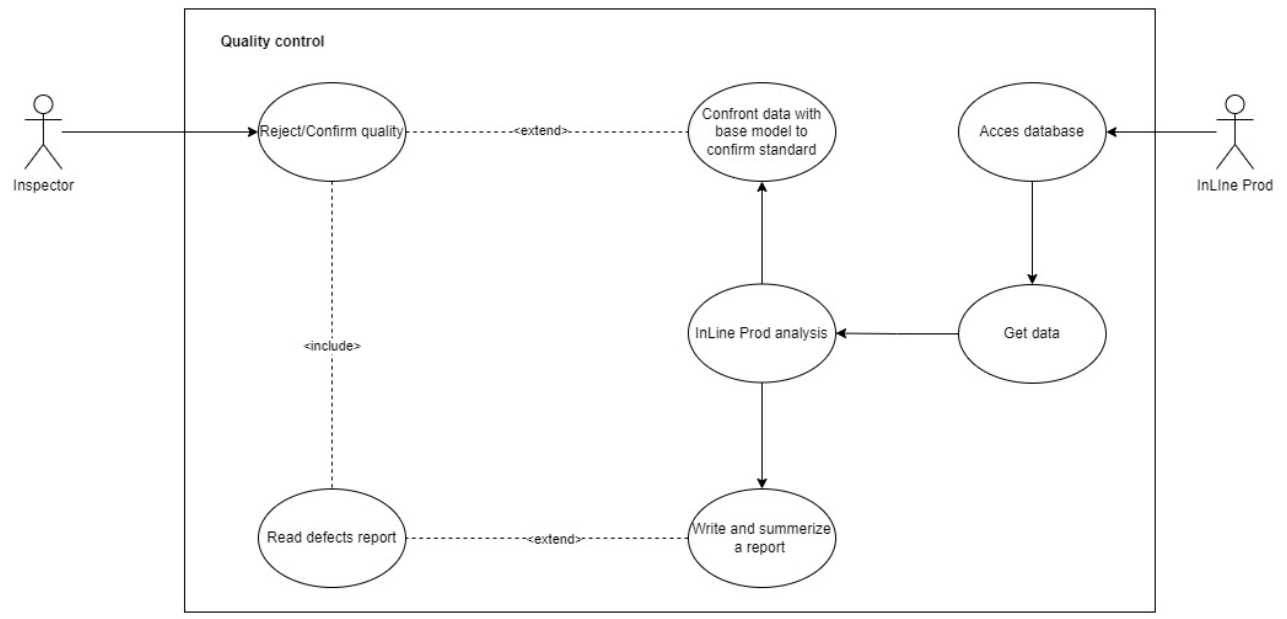 Quality control
Reject/Confirm quality
<extend>
Confront data with
base model to
confirm standard
Acces database
Inspector
InLIne Prod
<include>
InLine Prod analysis
Get data
Read defects report
<extend>
Write and summerize
a report